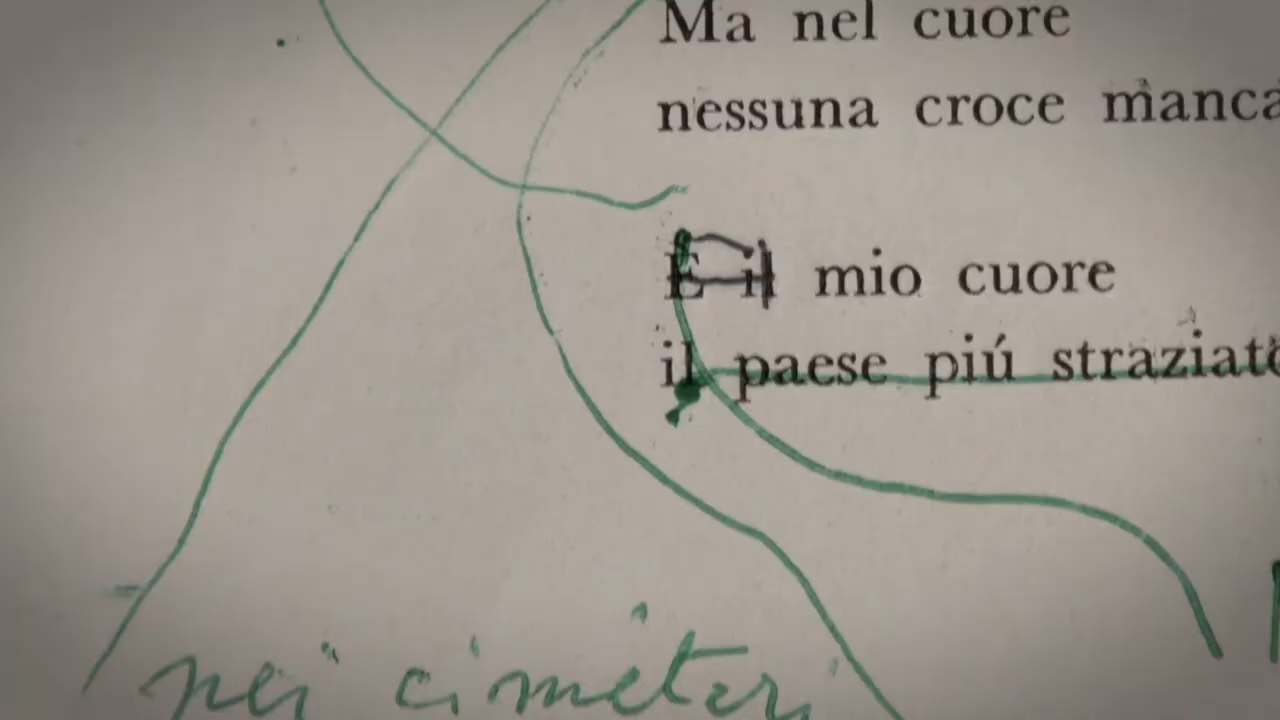 Ma nel cuore
nessuna croce manca
E il mio cuore
il paese piú straziato
nei cimiteri